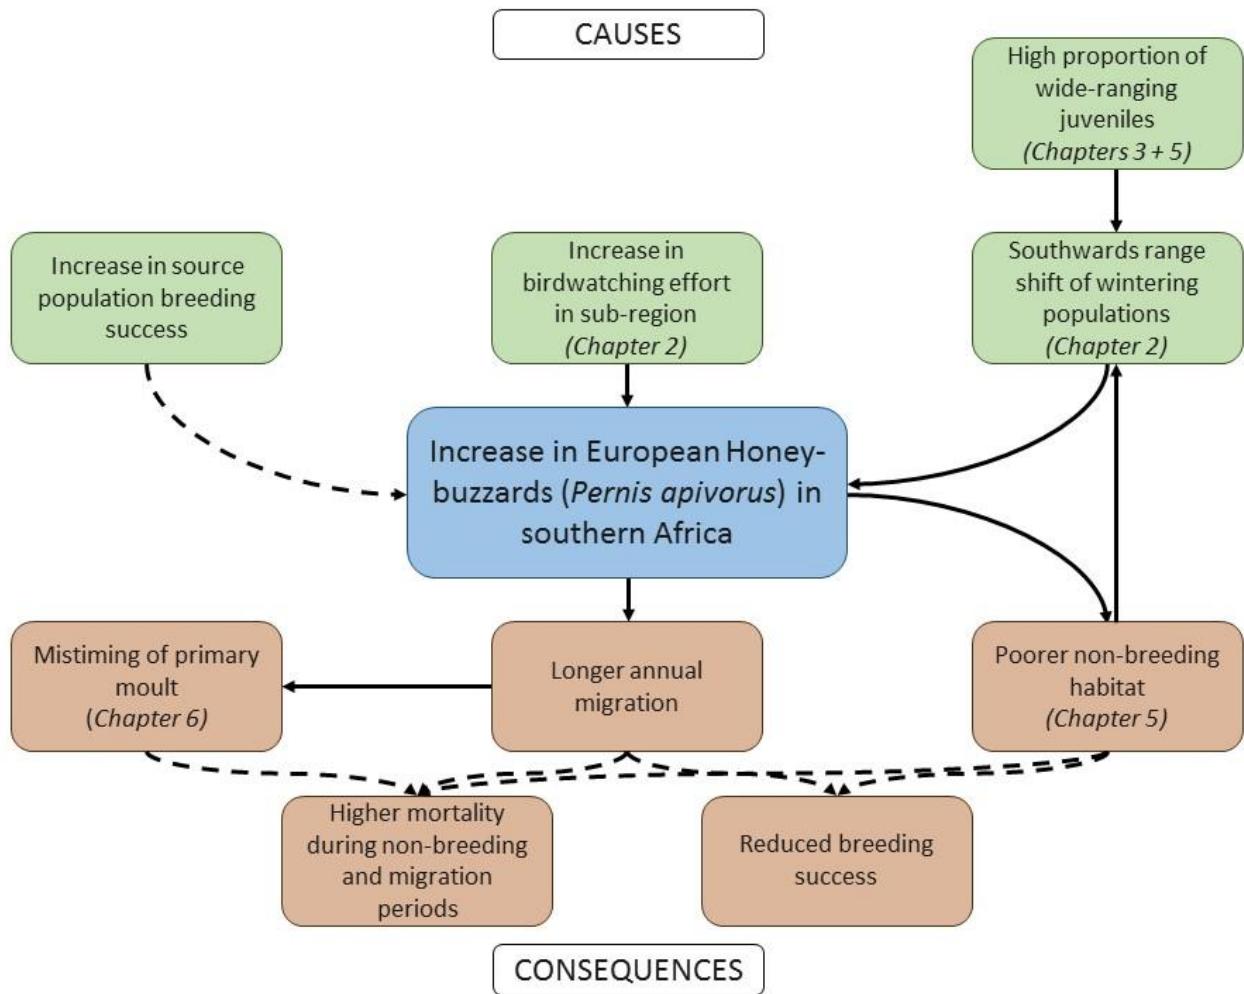 CAUSES
High proportion of
wide-ranging
juveniles
(Chapters 3 + 5)
Increase in source
population breeding
success
Increase in
birdwatching effort
in sub-region
(Chapter 2)
Southwards range
shift of wintering
populations
(Chapter 2)
Increase in European Honey-
buzzards (Pernis apivorus) in
southern Africa
Mistiming of primary
moult
(Chapter 6)
Longer annual
migration
Poorer non-breeding
habitat
(Chapter 5)
Higher mortality
during non-breeding
and migration
periods
Reduced breeding
success
CONSEQUENCES